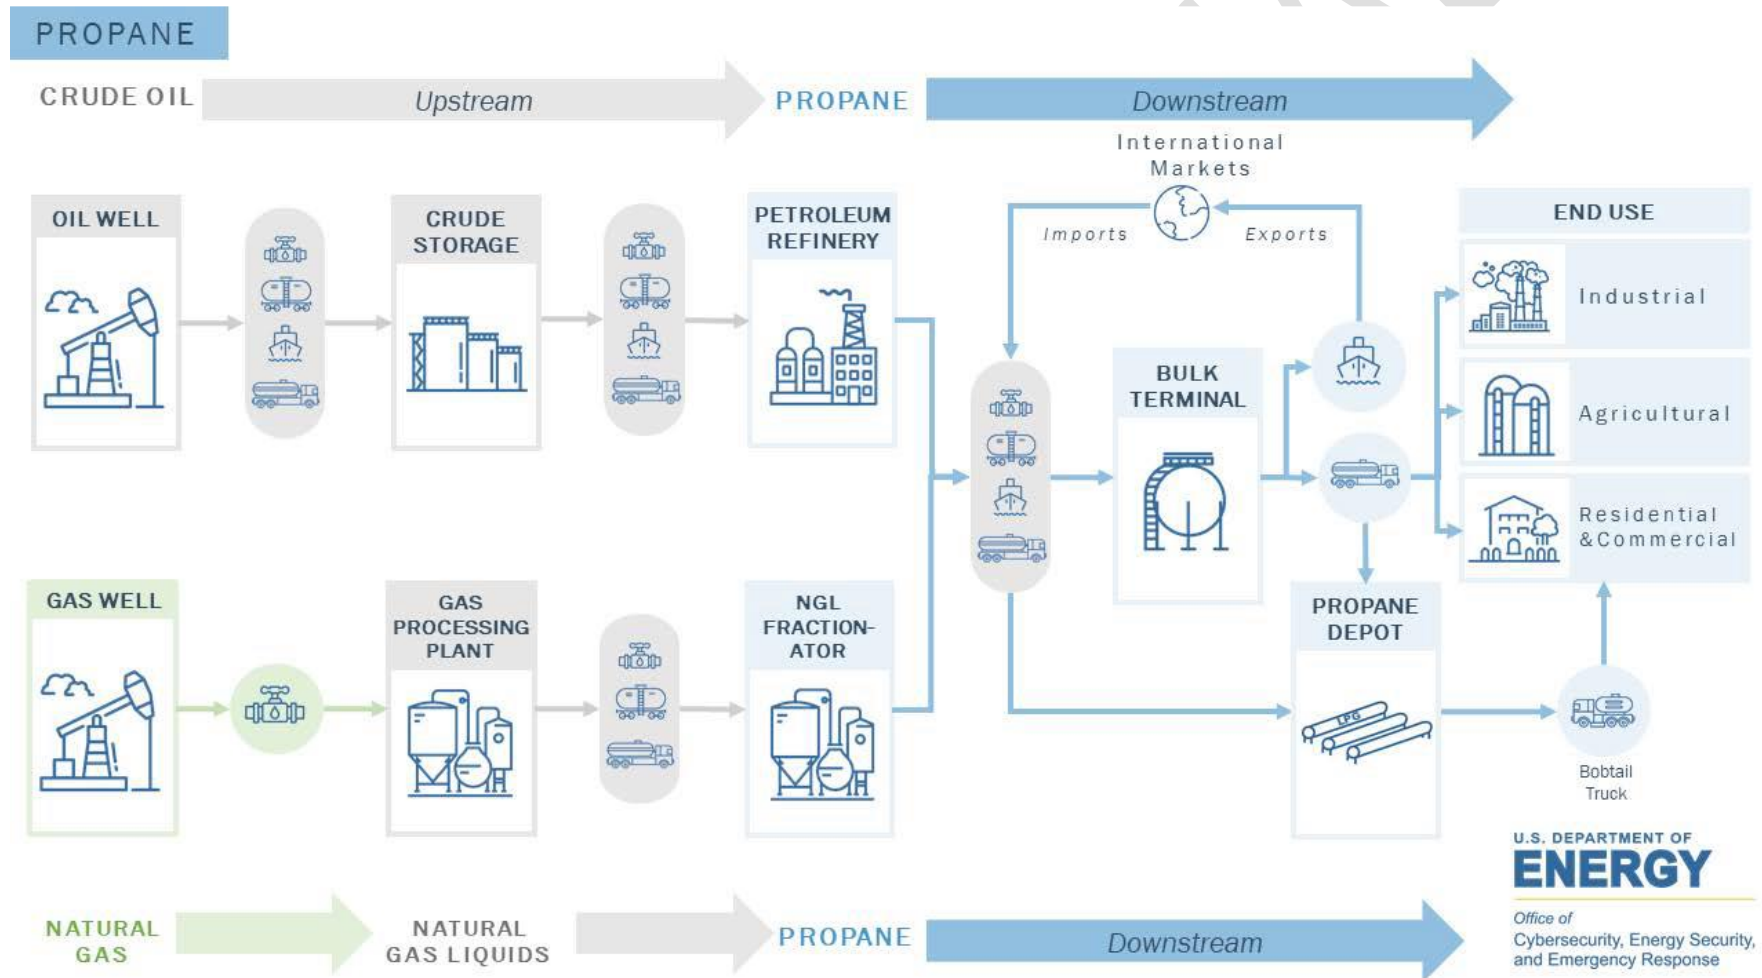 PROPANE
CRUDE OIL
Upstream
PROPANE
Downstream
International
Markets
Imports
Exports
OIL WELL
CRUDE
STORAGE
PETROLEUM
REFINERY
BULK
TERMINAL
END USE
Industrial
Agricultural
Residential
&Commercial
GAS WELL
GAS
PROCESSING
PLANT
NGL
FRACTION-
ATOR
PROPANE
DEPOT
LPG
Bobtail
Truck
NATURAL
GAS
NATURAL
GAS LIQUIDS
PROPANE
Downstream
U.S. DEPARTMENT OF
ENERGY
Office of
Cybersecurity, Energy Security,
and Emergency Response